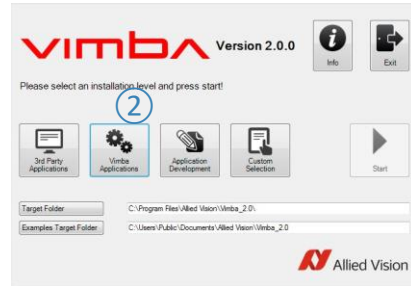 VIMBA Version 2.0.0
Info
Exit
Please select an installation level and press start!
②
3rd Party
Applications
Vimba
Applications
Application
Development
Custom
Selection
Start
Target Folder
C:\Program Files\Allied Vision\Vimba_2.0\
Examples Target Folder
C:\Users\Public\Documents\Allied Vision\Vimba_2.0
Allied Vision